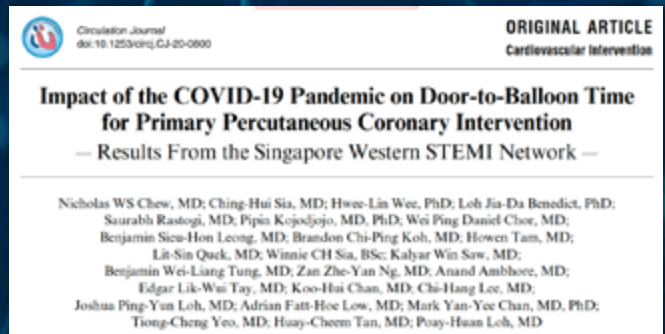 Circulation Journal
doi:10.1253/circj.CJ-20-0800
ORIGINAL ARTICLE
Cardiovascular Intervention
Impact of the COVID-19 Pandemic on Door-to-Balloon Time
for Primary Percutaneous Coronary Intervention
— Results From the Singapore Western STEMI Network —
Nicholas WS Chew, MD; Ching-Hui Sia, MD; Hwee-Lin Wee, PhD; Loh Jia-Da Benedict, PhD;
Saurabh Rastogi, MD; Pipin Kojodjojo, MD, PhD; Wei Ping Daniel Chor, MD;
Benjamin Sieu-Hon Leong, MD; Brandon Chi-Ping Koh, MD; Howen Tam, MD;
Lit-Sin Quek, MD; Winnie CH Sia, BSc; Kalyar Win Saw, MD;
Benjamin Wei-Liang Tung, MD; Zan Zhe-Yan Ng, MD; Anand Ambhore, MD;
Edgar Lik-Wui Tay, MD; Koo-Hui Chan, MD; Chi-Hang Lee, MD;
Joshua Ping-Yun Loh, MD; Adrian Fatt-Hoe Low, MD; Mark Yan-Yee Chan, MD, PhD;
Tiong-Cheng Yeo, MD; Huay-Cheem Tan, MD; Poay-Huan Loh, MD